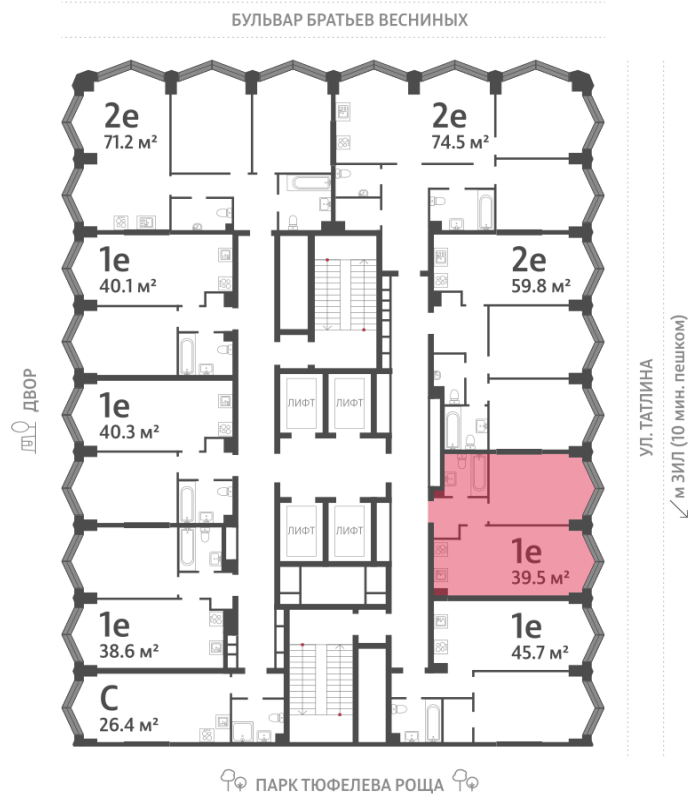 БУЛЬВАР БРАТЬЕВ ВЕСНИНЫХ
2е
71.2 м²
2е
74.5 м²
1е
40.1 м²
2е
59.8 м²
ДВОР
1е
40.3 м²
ЛИФТ
ЛИФТ
УЛ. ТАТЛИНА
м ЗИЛ (10 мин. пешком)
ЛИФТ
ЛИФТ
1е
39.5 м²
1е
38.6 м²
1е
45.7 м²
С
26.4 м²
ПАРК ТЮФЕЛЕВА РОЩА